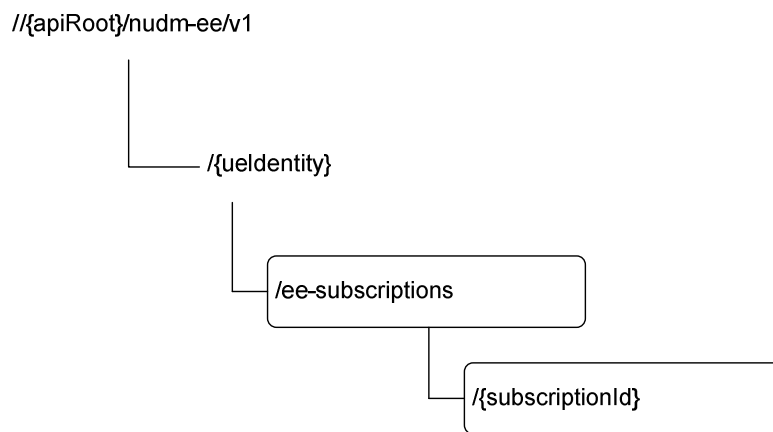 //{apiRoot}/nudm-ee/v1
/{ueIdentity}
/ee-subscriptions
/{subscriptionId}